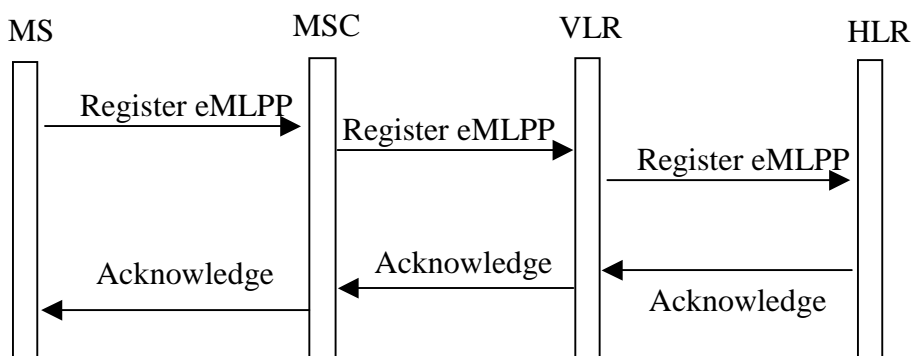 MS
MSC
VLR
HLR
Register eMLPP
Register eMLPP
Register eMLPP
Acknowledge
Acknowledge
Acknowledge